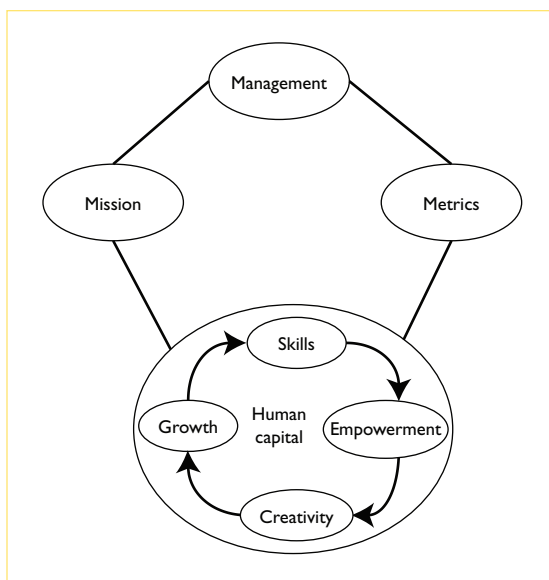 Management
Mission
Metrics
Skills
Growth
Human
capital
Empowerment
Creativity